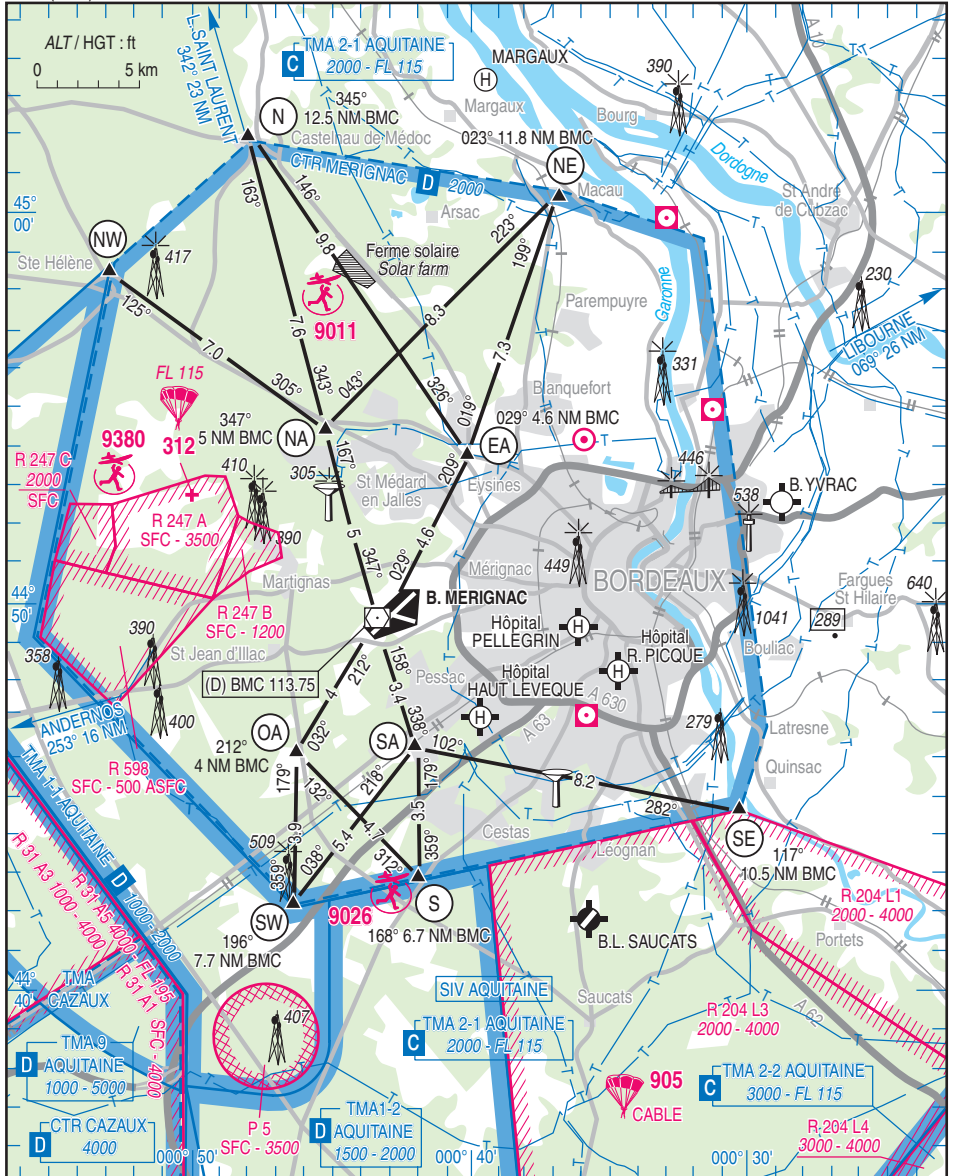 ALT / HGT : ft
0 5 km
L.SAINT LAURENT
342° 23 NM
C
TMA 2-1 AQUITAINE
2000 - FL 115
MARGAUX
H
Margaux
390
A 10
Bourg
Dordogne
N
345°
12.5 NM BMC
Castelnau de Médoc
023° 11.8 NM BMC
NE
Macau
St André
de Cubzac
CTR MERIGNAC
D
2000
Arsac
45°
00'
163°
146°
223°
199°
NW
Ste Hélène
417
9.8
Ferme solaire
Solar farm
9011
Garonne
230
Parempuyre
LIBOURNE
069° 26 NM
125°
7.0
7.6
8.3
7.3
331
FL 115
305°
343°
043°
326°
019°
Blanquefort
347°
5 NM BMC
NA
029° 4.6 NM BMC
EA
9380
312
R 247 C
2000
SFC
410
305
167°
St Médard
en Jalles
209°
Eysines
446
B.YVRAC
538
R 247 A
SFC - 3500
390
5
4.6
449
Mérignac
BORDEAUX
Martignas
347°
029°
B. MERIGNAC
Fargues
St Hilaire
640
44°
50'
R 247 B
SFC - 1200
1041
289
Hôpital
PELLEGRIN
H
390
St Jean d'Illac
358
212°
158°
Pessac
Hôpital
R. PICQUE
H
Bouliac
(D) BMC 113.75
Hôpital
HAUT LEVEQUE
H
400
4
3.4
A 630
A 63
ANDERNOS
253° 16 NM
279
Latresne
OA
212°
4 NM BMC
032°
SA
338°
102°
R 598
SFC - 500 ASFC
179°
132°
218°
179°
8.2
282°
Quinsac
TMA 1-1 AQUITAINE
D
1000 - 2000
R 31 A3 1000 - 4000
R 31 A5 4000 - FL195
R 31 A1 SFC - 4000
3.9
5.4
4.7
3.5
Cestas
Léognan
SE
117°
10.5 NM BMC
509
359°
038°
312°
359°
SW
196°
7.7 NM BMC
9026
S
168° 6.7 NM BMC
B.L. SAUCATS
R 204 L1
2000 - 4000
Portets
44°
40'
TMA
CAZAUX
407
SIV AQUITAINE
Saucats
R 204 L3
2000 - 4000
A 62
C
TMA 2-1 AQUITAINE
2000 - FL 115
D
TMA 9
AQUITAINE
1000 - 5000
905
CABLE
C
TMA 2-2 AQUITAINE
3000 - FL 115
D
CTR CAZAUX
4000
P 5
SFC - 3500
D
TMA1-2
AQUITAINE
1500 - 2000
R 204 L4
3000 - 4000
000° 50'
000° 40'
000° 30'